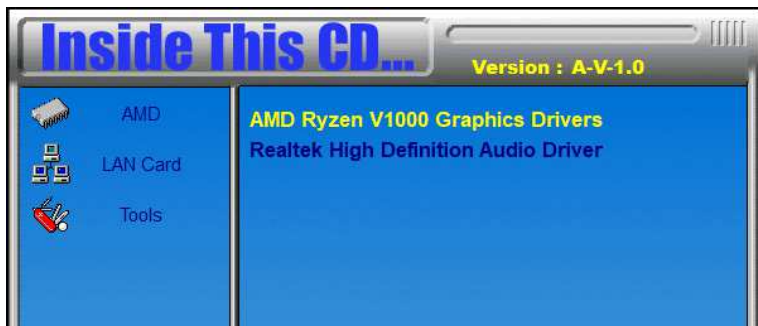 Inside This CD...
Version : A-V-1.0
AMD
LAN Card
Tools
AMD Ryzen V1000 Graphics Drivers
Realtek High Definition Audio Driver